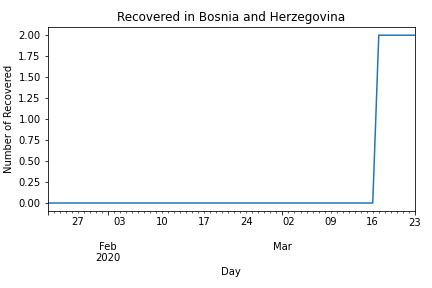 Recovered in Bosnia and Herzegovina
Number of Recovered
2.00
1.75
1.50
1.25
1.00
0.75
0.50
0.25
0.00
27 03 10 17 24 02 09 16 23
Feb Mar
2020
Day